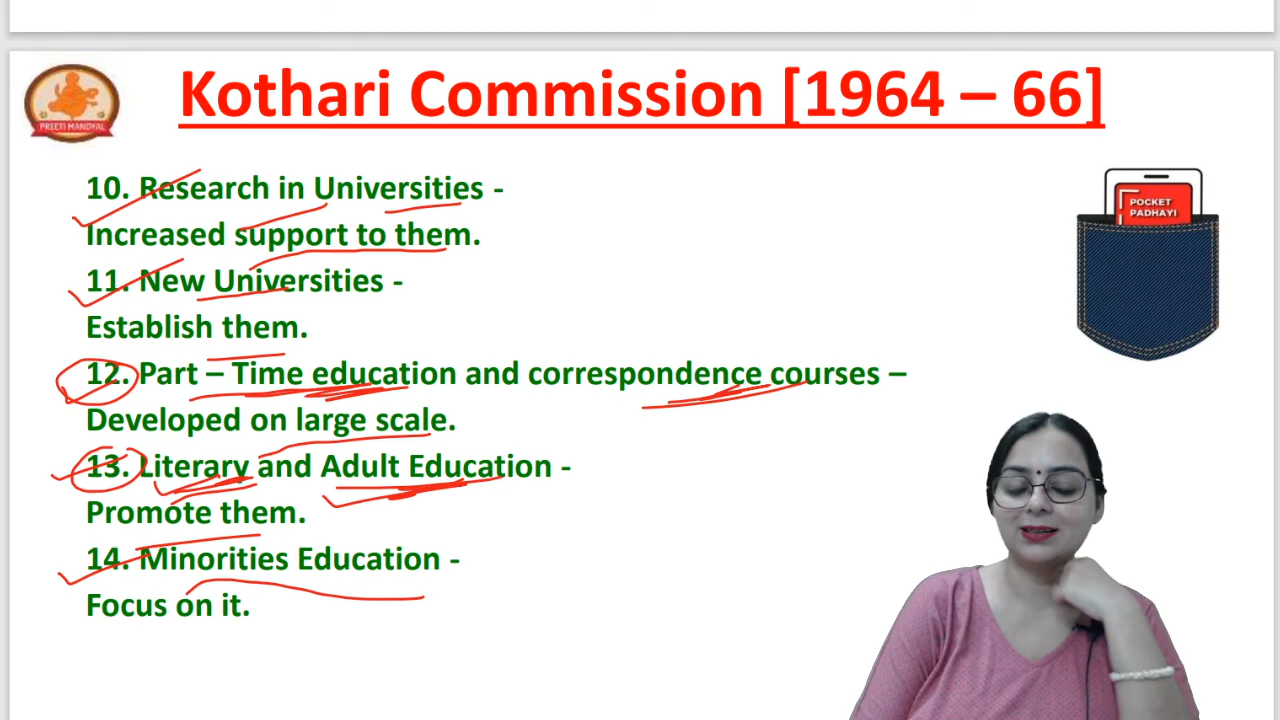 Kothari Commission [1964 – 66]
PREETI MANDYAL
10. Research in Universities -
Increased support to them.
POCKET
PADHAYI
11. New Universities -
Establish them.
12. Part – Time education and correspondence courses –
Developed on large scale.
13. Literary and Adult Education -
Promote them.
14. Minorities Education -
Focus on it.